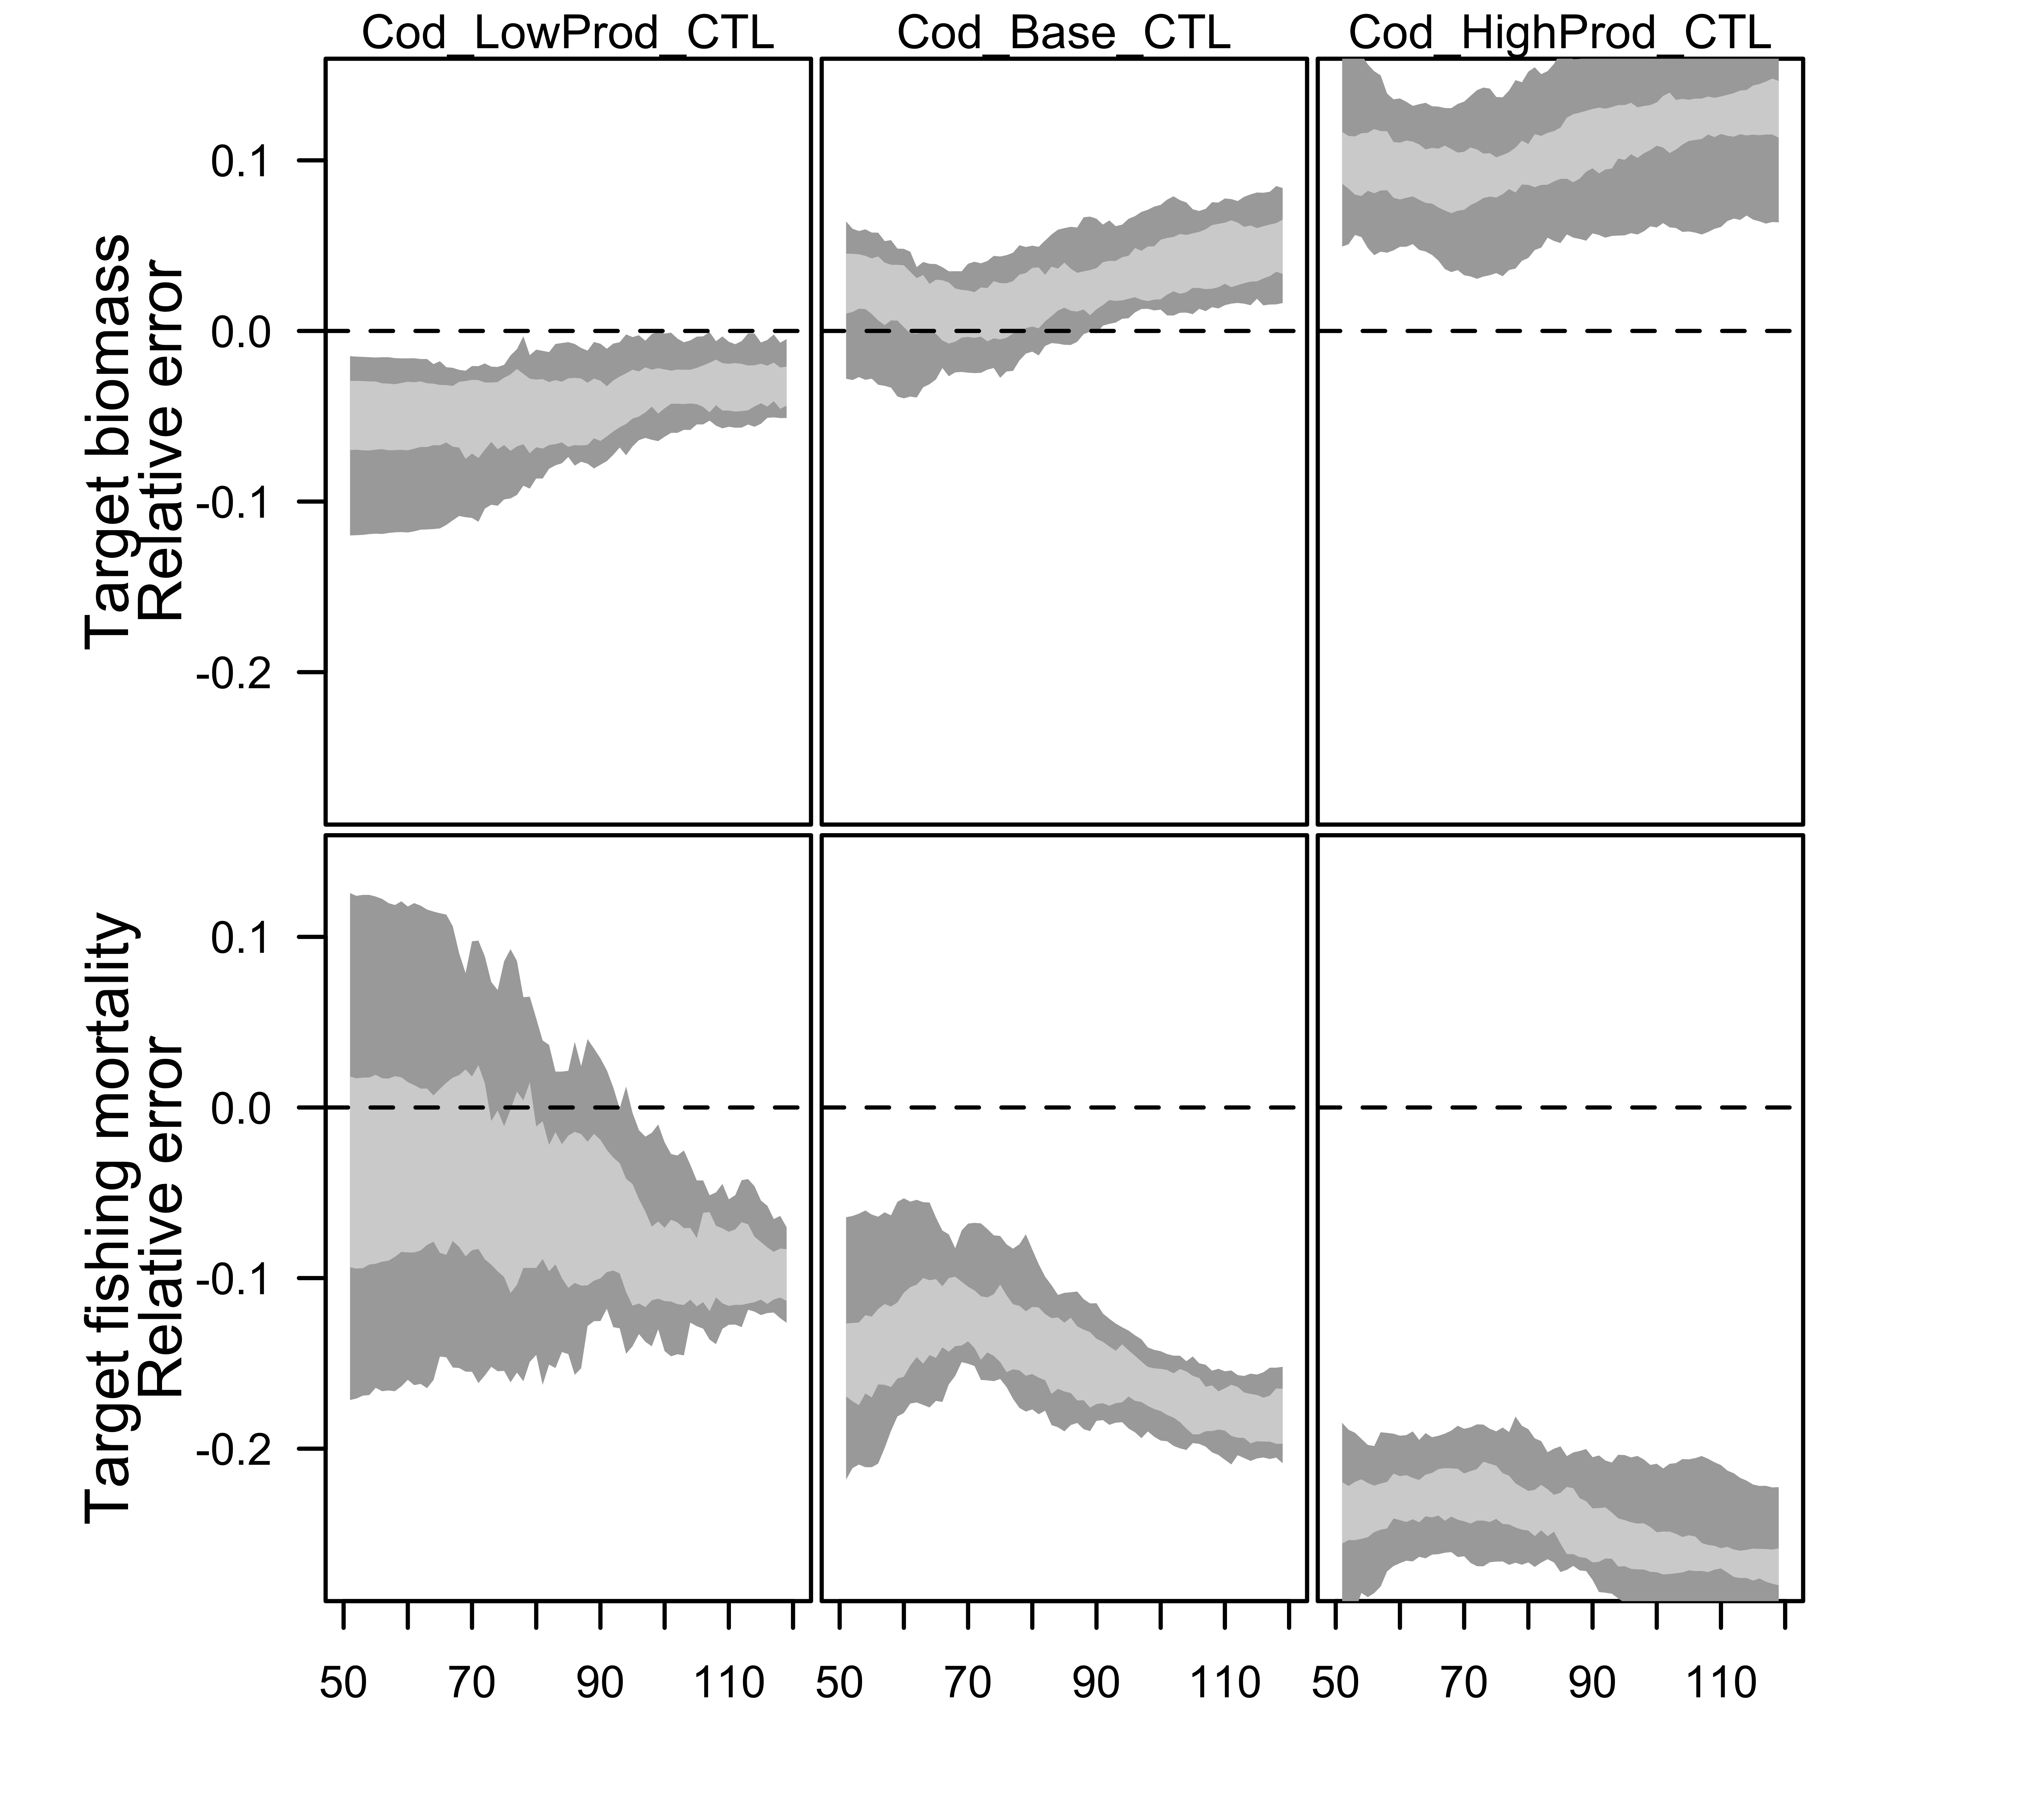 Cod_LowProd_CTL
Cod_Base_CTL
Cod_HighProd_CTL
Target biomass
Relative error
0.1
0.0
-0.1
-0.2
Target fishing mortality
Relative error
0.1
0.0
-0.1
-0.2
50 70 90 110
50 70 90 110
50 70 90 110